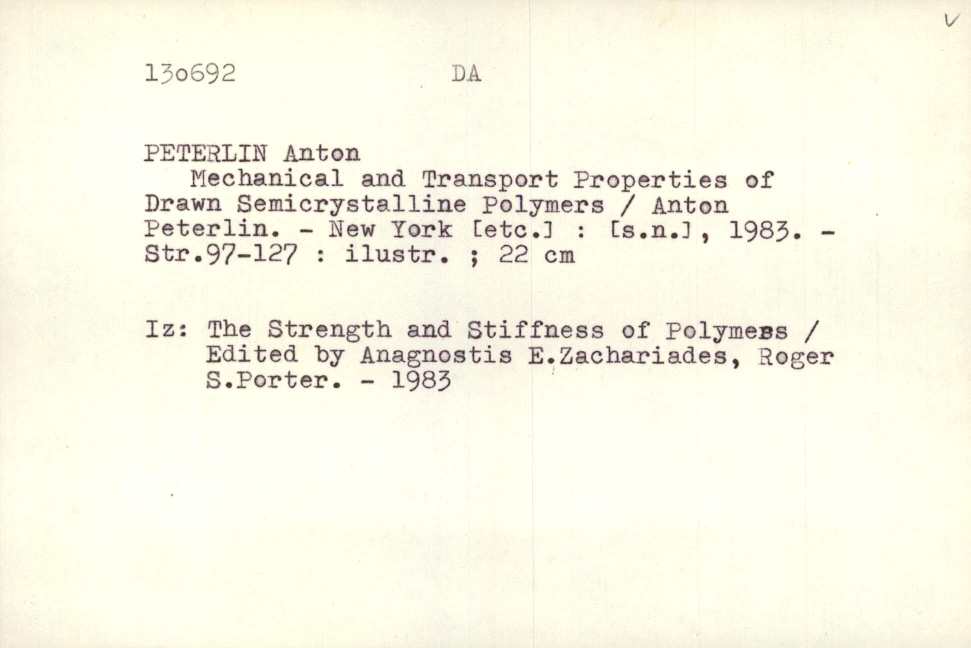 130692 DA
PETERLIN Anton
Mechanical and Transport Properties of
Drawn Semicrystalline Polymers / Anton
Peterlin. - New York [etc.] : [s.n.], 1983. -
Str.97-127 : ilustr. ; 22 cm
Iz: The Strength and Stiffness of Polymess /
Edited by Anagnostis E.Zachariades, Roger
S.Porter. - 1983